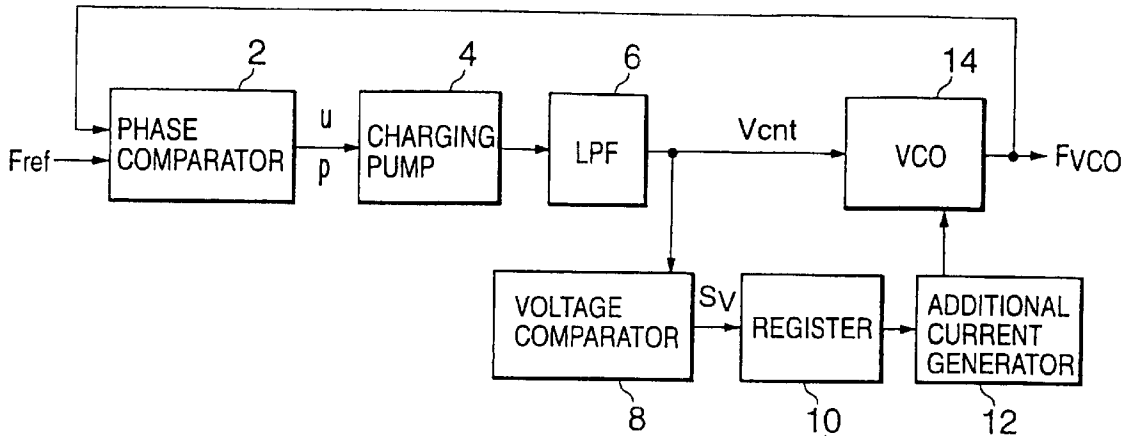 2
4
6
14
PHASE
COMPARATOR
u
p
CHARGING
PUMP
LPF
Vcnt
VCO
Fref
FVCO
VOLTAGE
COMPARATOR
SV
REGISTER
ADDITIONAL
CURRENT
GENERATOR
8
10
12